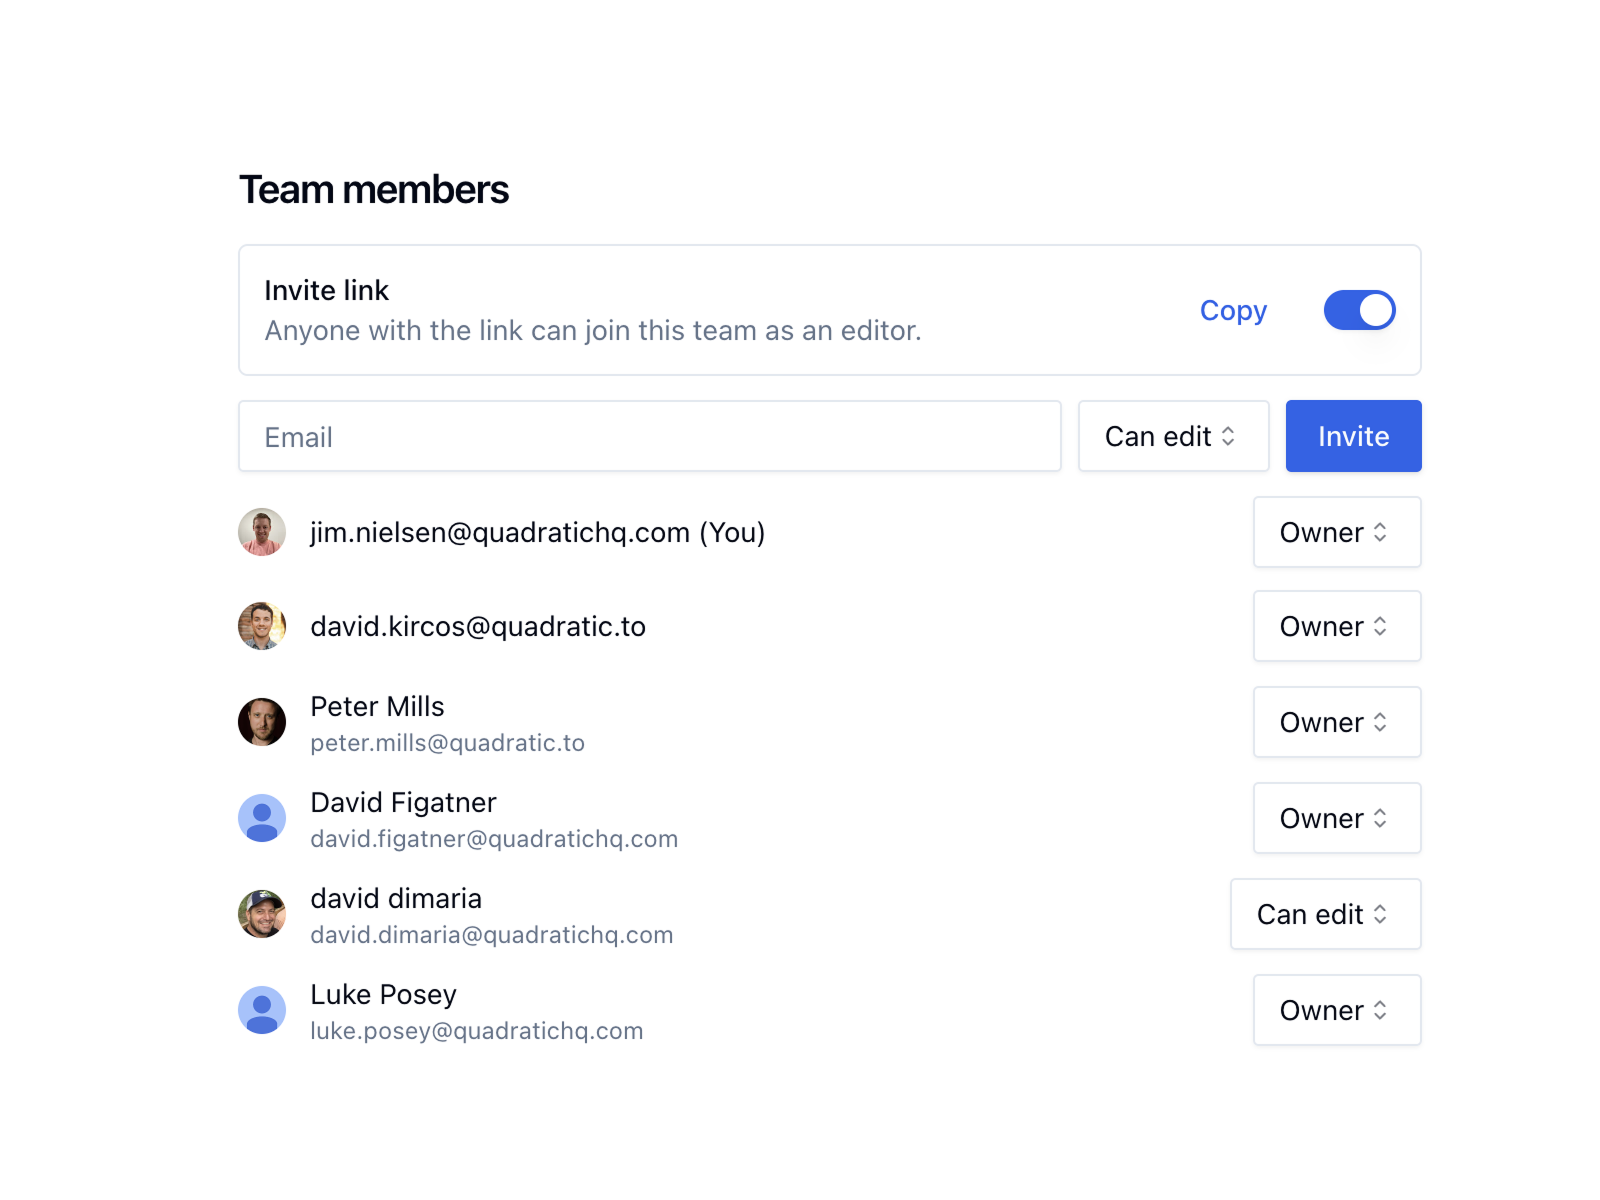 Team members
Invite link
Anyone with the link can join this team as an editor.
Copy
Email
Can edit
Invite
jim.nielsen@quadratichq.com (You)
Owner
david.kircos@quadratic.to
Owner
Peter Mills
peter.mills@quadratic.to
Owner
David Figatner
david.figatner@quadratichq.com
Owner
david dimaria
david.dimaria@quadratichq.com
Can edit
Luke Posey
luke.posey@quadratichq.com
Owner